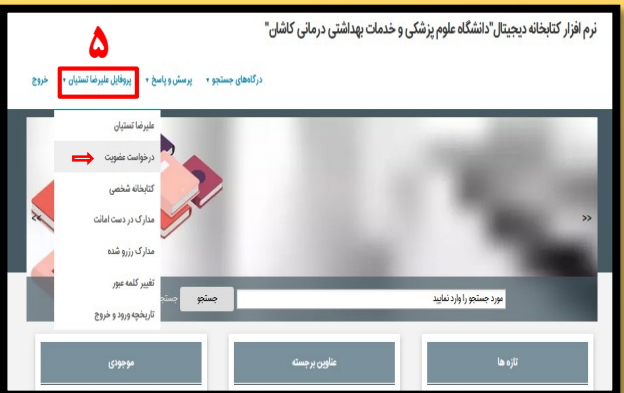 نرم افزار کتابخانه دیجیتال"دانشگاه علوم پزشکی و خدمات بهداشتی درمانی کاشان"
۵
درگاه‌های جستجو پرسش و پاسخ پروفایل علیرضا تستیان خروج
علیرضا تستیان
درخواست عضویت
کتابخانه شخصی
مدارک در دست امانت
مدارک رزرو شده
تغییر کلمه عبور
تاریخچه ورود و خروج
مورد جستجو را وارد نمایید جستجو
تازه ها عناوین برجسته موجودی